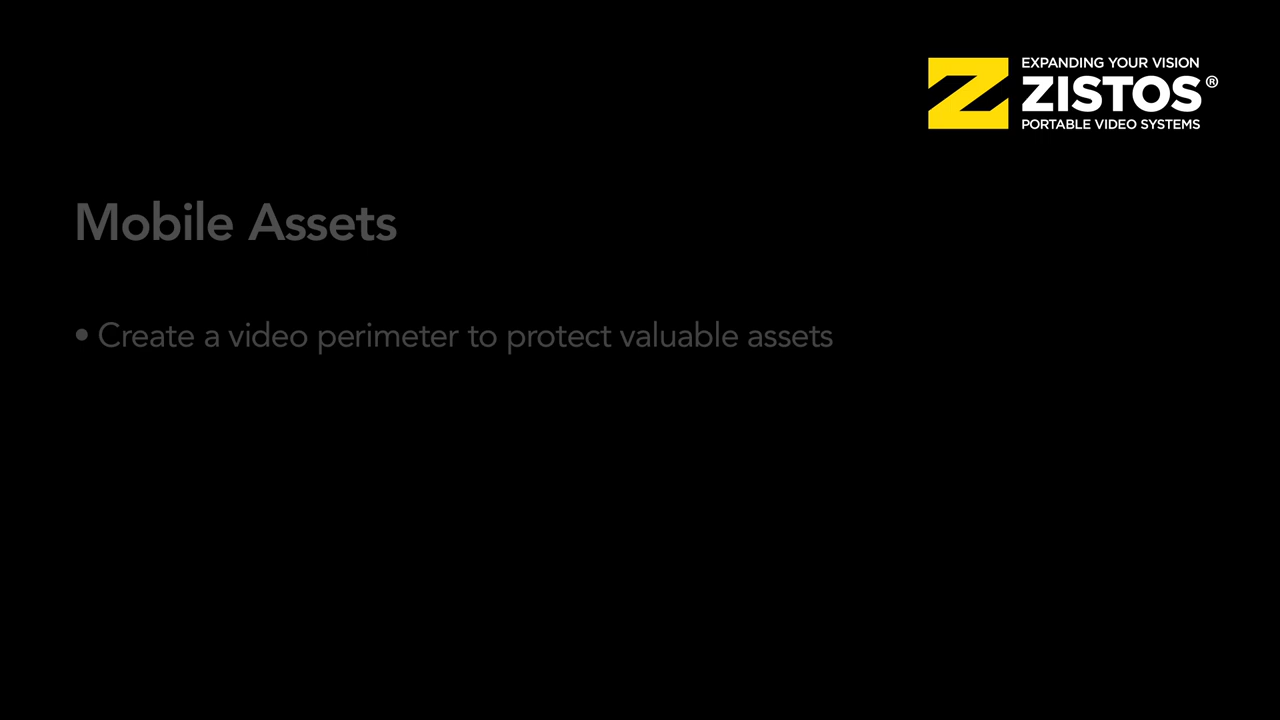 EXPANDING YOUR VISION
ZISTOS®
PORTABLE VIDEO SYSTEMS
Mobile Assets
• Create a video perimeter to protect valuable assets